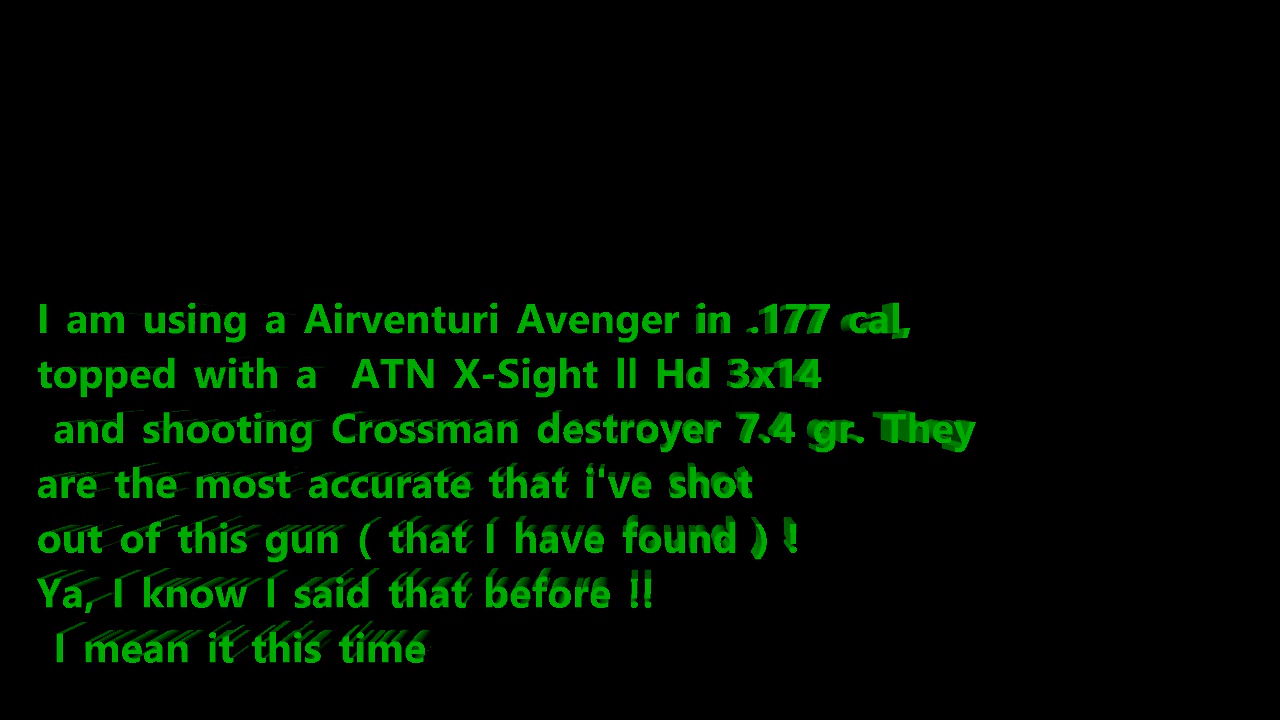 I am using a Airventuri Avenger in .177 cal,
topped with a ATN X-Sight ll Hd 3x14
and shooting Crossman destroyer 7.4 gr. They
are the most accurate that i've shot
out of this gun ( that I have found ) !
Ya, I know I said that before !!
I mean it this time